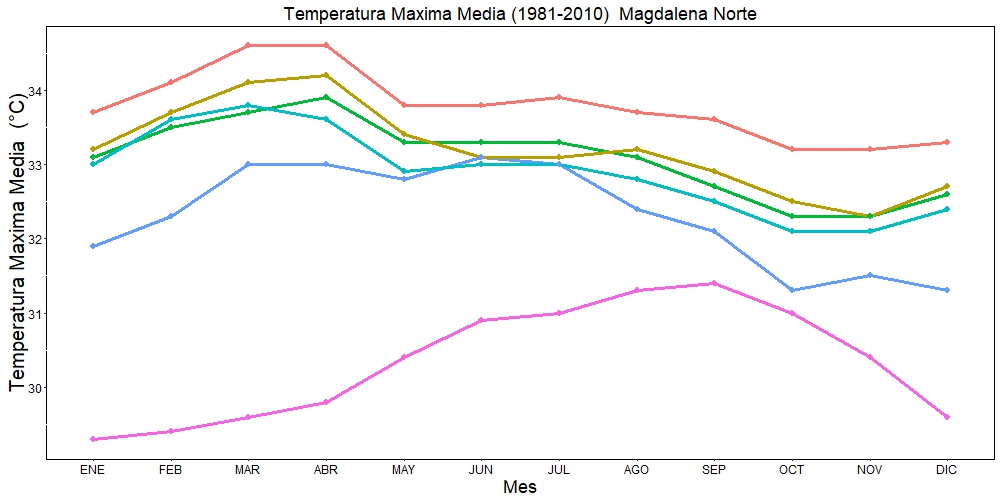 Temperatura Maxima Media (1981-2010)  Magdalena Norte
Temperatura Maxima Media  (°C)
34
33
32
31
30
ENE FEB MAR ABR MAY JUN JUL AGO SEP OCT NOV DIC
Mes